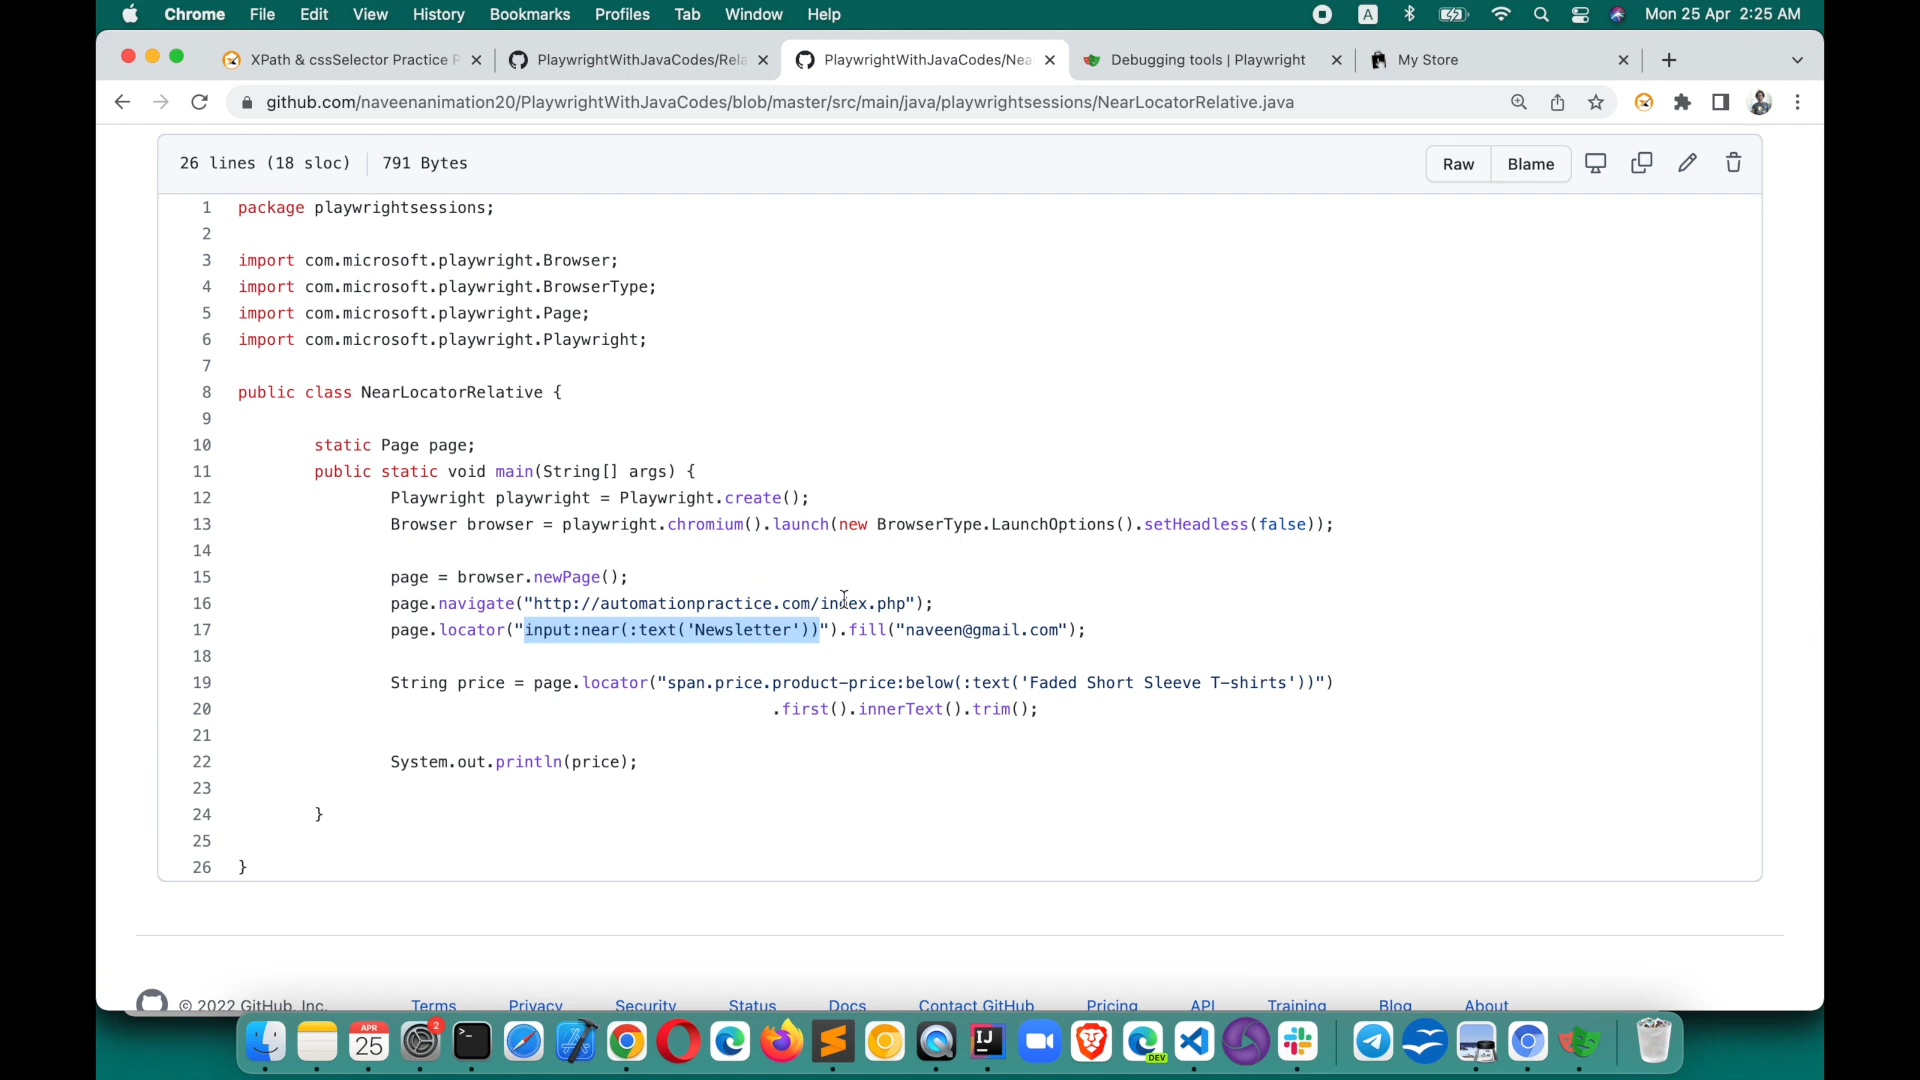 Chrome File Edit View History Bookmarks Profiles Tab Window Help A Mon 25 Apr 2:25 AM
XPath & cssSelector Practice P PlaywrightWithJavaCodes/Rela PlaywrightWithJavaCodes/Nea Debugging tools | Playwright My Store
github.com/naveenanimation20/PlaywrightWithJavaCodes/blob/master/src/main/java/playwrightsessions/NearLocatorRelative.java
26 lines (18 sloc) 791 Bytes Raw Blame
1 package playwrightsessions;
2
3 import com.microsoft.playwright.Browser;
4 import com.microsoft.playwright.BrowserType;
5 import com.microsoft.playwright.Page;
6 import com.microsoft.playwright.Playwright;
7
8 public class NearLocatorRelative {
9
10 static Page page;
11 public static void main(String[] args) {
12 Playwright playwright = Playwright.create();
13 Browser browser = playwright.chromium().launch(new BrowserType.LaunchOptions().setHeadless(false));
14
15 page = browser.newPage();
16 page.navigate("http://automationpractice.com/index.php");
17 page.locator("input:near(:text('Newsletter'))").fill("naveen@gmail.com");
18
19 String price = page.locator("span.price.product-price:below(:text('Faded Short Sleeve T-shirts'))")
20 .first().innerText().trim();
21
22 System.out.println(price);
23
24 }
25
26 }
© 2022 GitHub, Inc. Terms Privacy Security Status Docs Contact GitHub Pricing API Training Blog About
APR 25 2 >_ IJ DEV